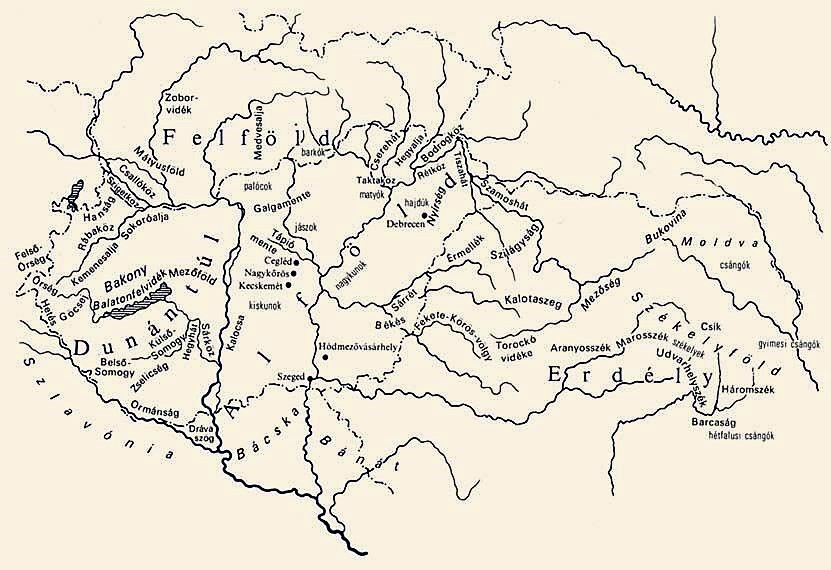 Zobor-
vidék
Felföld
Medvesalja
barkók
Cserehát
Hegyalja
Bodrogköz
Mátyusföld
Csallóköz
Szigetköz
Hanság
Rábaköz
Sokoróalja
Kemenesalja
palócok
Galgamente
jászok
Tápió
mente
Taktaköz
matyók
Rétköz
Tiszahát
Szamoshát
hajdúk
Debrecen
Nyírség
Szilágyság
Érmellék
nagykunok
Cegléd
Nagykőrös
Kecskemét
kiskunok
Felső-
Őrség
Őrség
Göcsej
Hetés
Bakony
Balatonfelvidék
Mezőföld
Dunántúl
Belső-
Somogy
Külső-
Somogy
Zselicség
Hegyhát
Sárköz
Kalocsa
Ormánság
Dráva
szög
Szlavónia
Alföld
Sárrét
Békés
Fekete-Körös-völgy
Hódmezővásárhely
Szeged
Bácska
Bánát
Kalotaszeg
Mezőség
Torockó
vidéke
Aranyosszék
Erdély
Bukovina
Moldva
csángók
gyimesi csángók
Székelyföld
Csik
Marosszék
székelyek
Udvarhelyszék
Háromszék
Barcaság
hétfalusi csángók